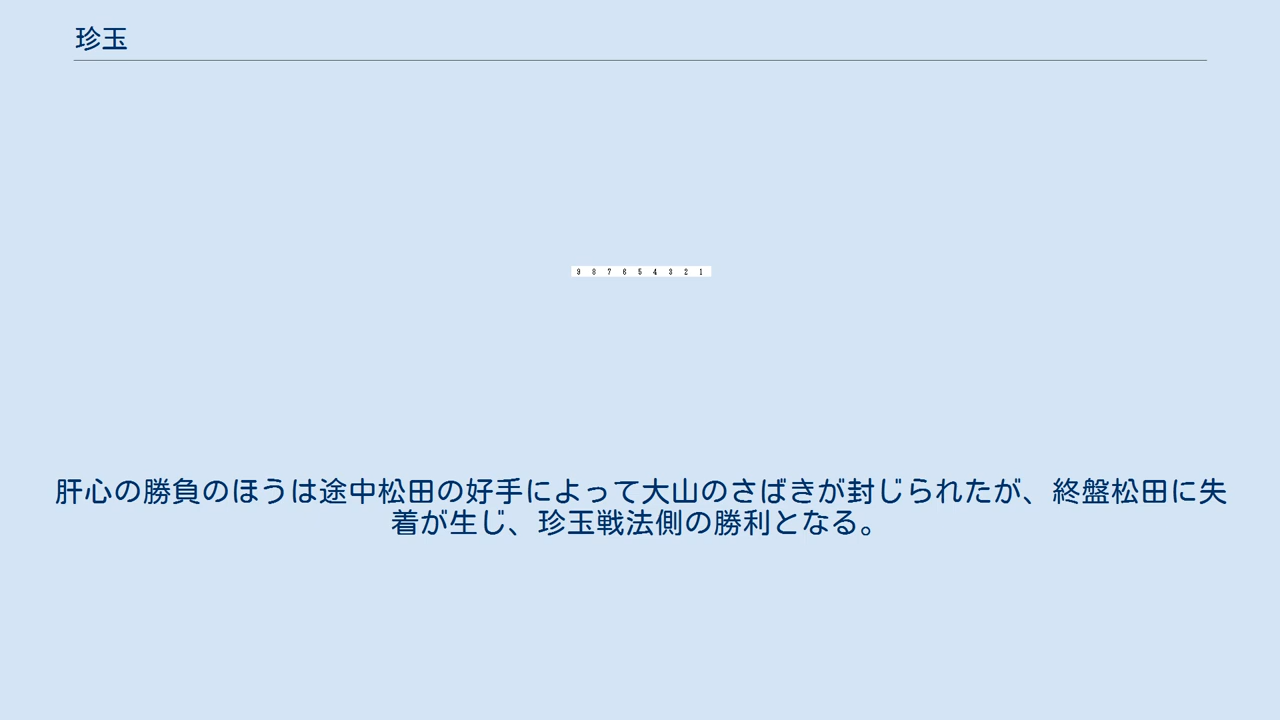 珍玉
9 8 7 6 5 4 3 2 1
肝心の勝負のほうは途中松田の好手によって大山のさばきが封じられたが、終盤松田に失
着が生じ、珍玉戦法側の勝利となる。